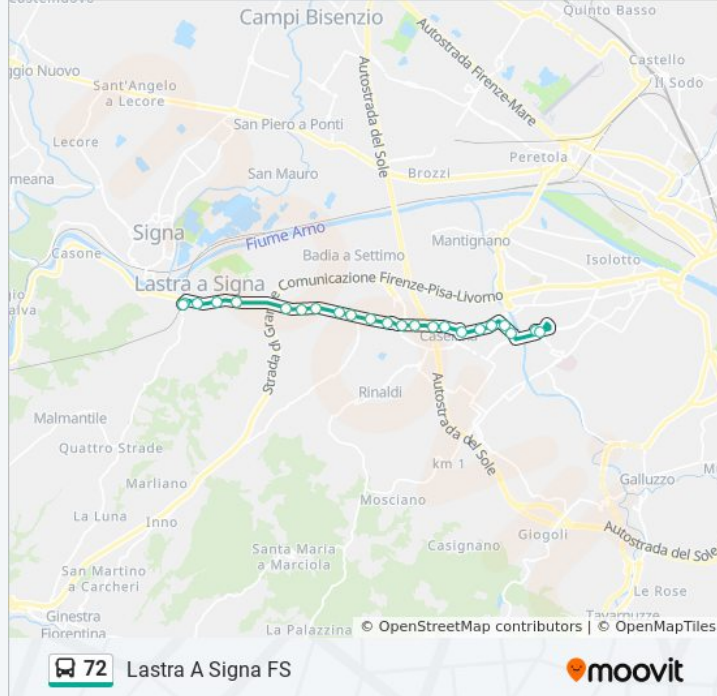 Campi Bisenzio
Quinto Basso
Autostrada Firenze-Mare
Castello
Il Sodo
ggio Nuovo
Sant'Angelo
a Lecore
Autostrada del Sole
San Piero a Ponti
Lecore
Peretola
meana
San Mauro
Brozzi
Signa
Fiume Arno
Mantignano
Casone
Badia a Settimo
Isolotto
Lastra a Signa
Comunicazione Firenze-Pisa-Livorno
gio
alva
Strada di Gran
Rinaldi
Autostrada del Sole
Malmantile
Quattro Strade
km 1
Marliano
Galluzzo
Mosciano
La Luna
Inno
Giogoli
Autostrada del Sole
Santa Maria
a Marciola
Casignano
San Martino
a Carcheri
Le Rose
Tavarnuzze
Ginestra
Fiorentina
La Palazzina
© OpenStreetMap contributors | © OpenMapTiles
72 Lastra A Signa FS
moovit